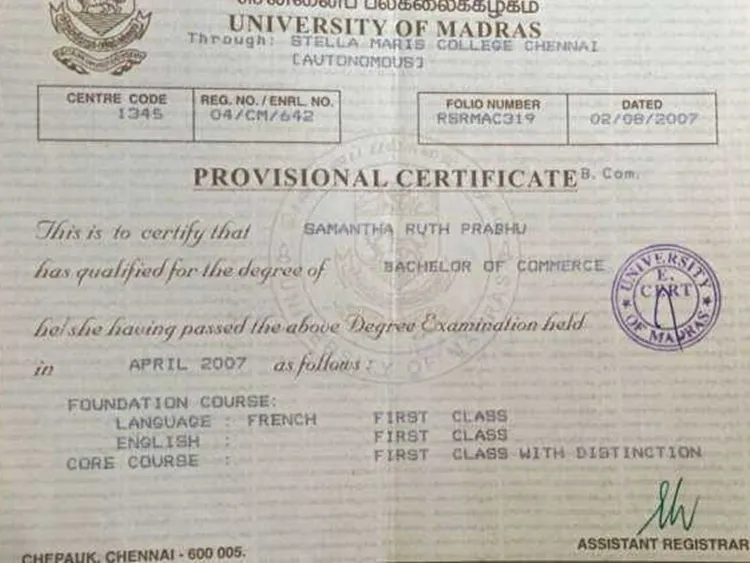 சென்னைப் பல்கலைக்கழகம்
UNIVERSITY OF MADRAS
Through: STELLA MARIS COLLEGE CHENNAI
[AUTONOMOUS]
CENTRE CODE REG. NO. / ENRL. NO. FOLIO NUMBER DATED
1345 04/CM/642 RSRMAC319 02/08/2007
PROVISIONAL CERTIFICATE B. Com.
This is to certify that SAMANTHA RUTH PRABHU
has qualified for the degree of BACHELOR OF COMMERCE
UNIVERSITY
E.
CERT
OF MADRAS
he/she having passed the above Degree Examination held
in APRIL 2007 as follows :
FOUNDATION COURSE:
LANGUAGE : FRENCH FIRST CLASS
ENGLISH : FIRST CLASS
CORE COURSE : FIRST CLASS WITH DISTINCTION
CHEPAUK, CHENNAI - 600 005.
ASSISTANT REGISTRAR